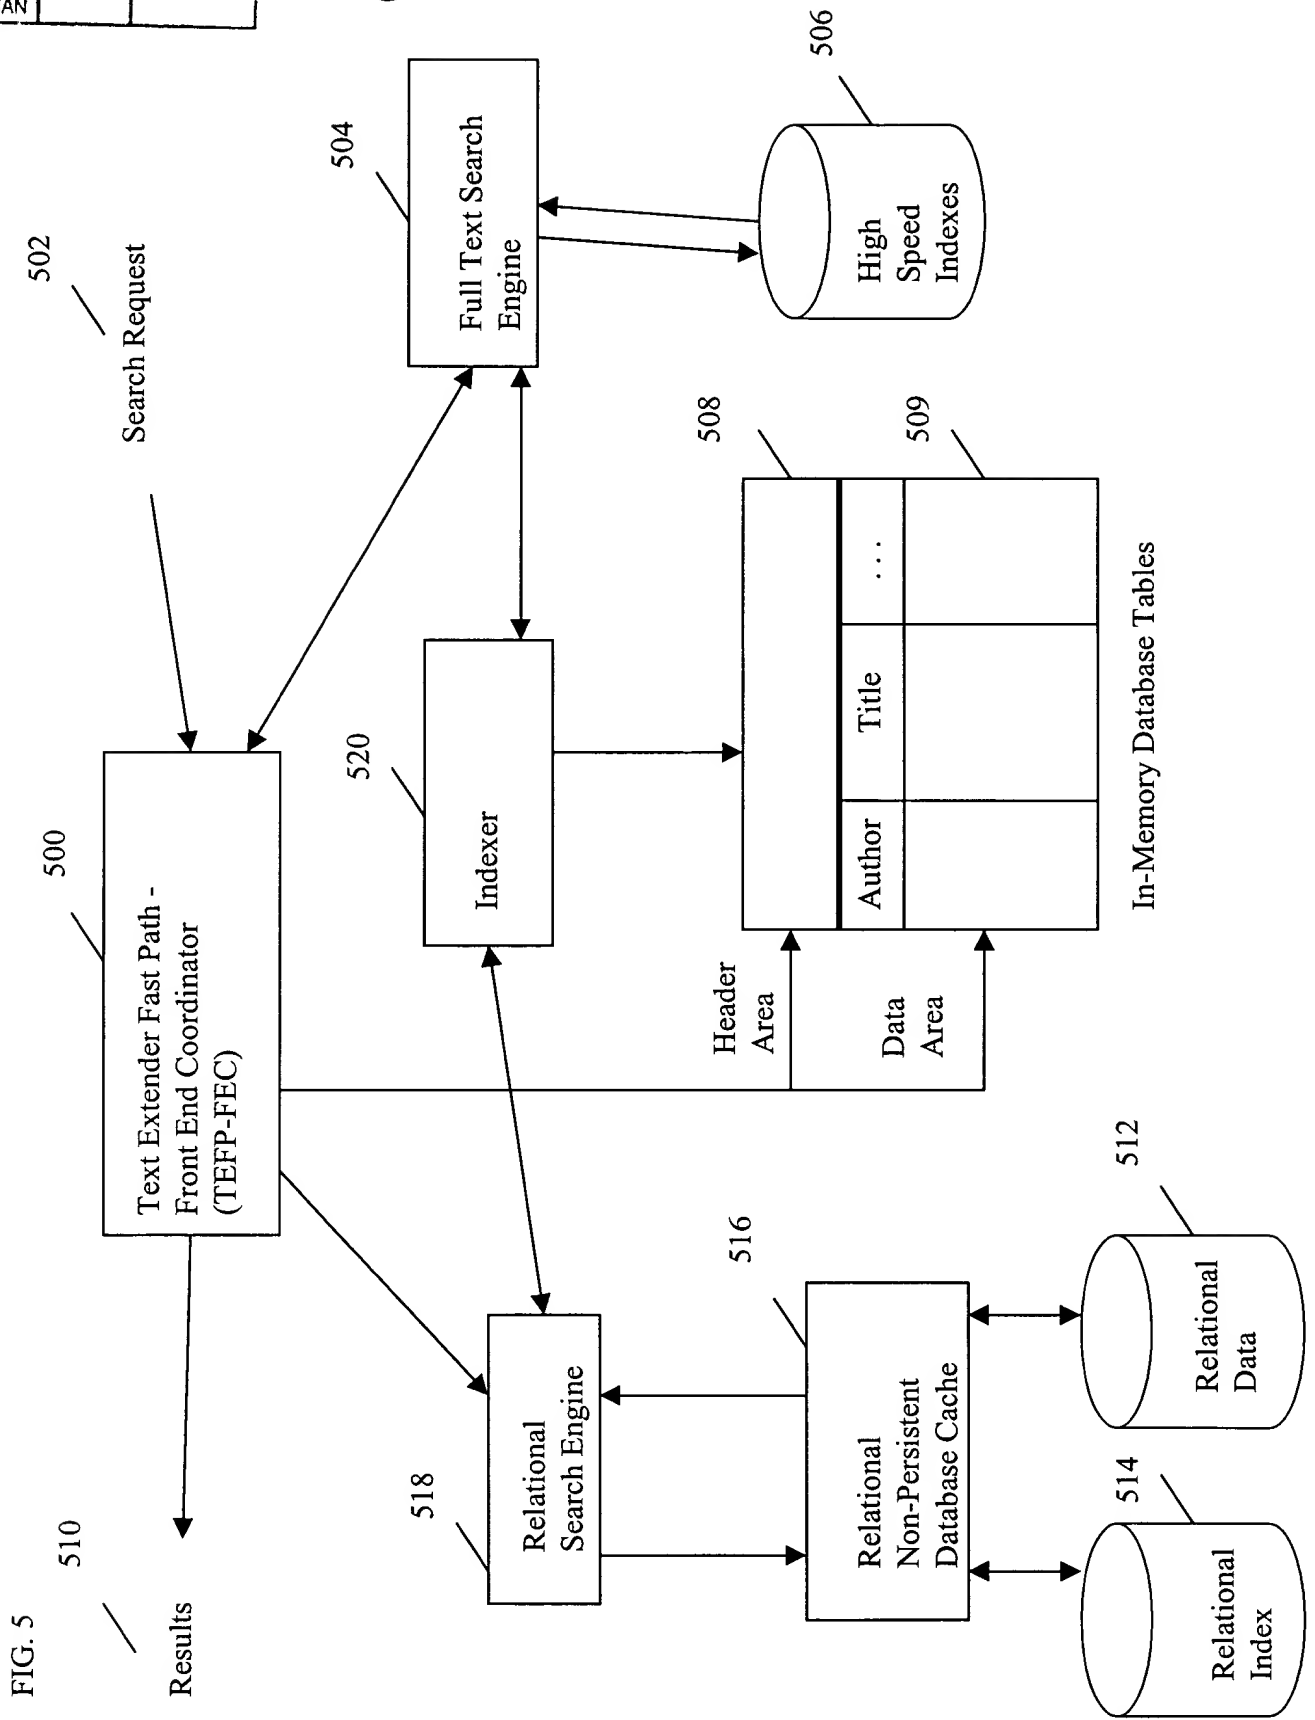 FIG. 5
510
Results
500
Text Extender Fast Path -
Front End Coordinator
(TEFP-FEC)
502
Search Request
518
Relational
Search Engine
520
Indexer
504
Full Text Search
Engine
516
Relational
Non-Persistent
Database Cache
Header
Area
Data
Area
508
Author
Title
...
509
In-Memory Database Tables
506
High
Speed
Indexes
514
Relational
Index
512
Relational
Data